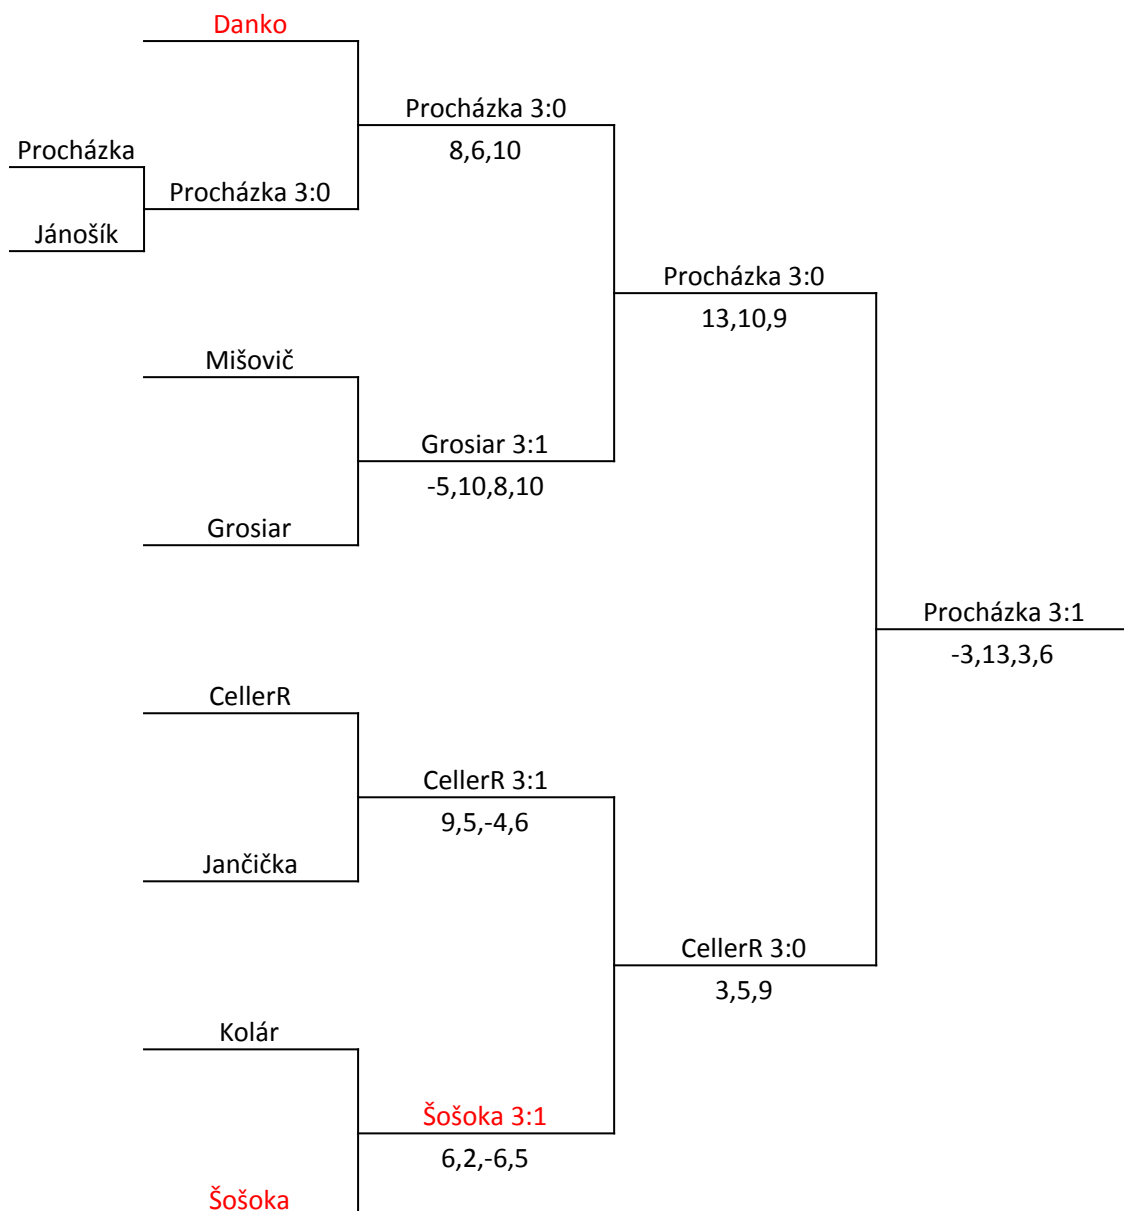 Danko
Procházka 3:0
8,6,10
Procházka
Procházka 3:0
Jánošík
Procházka 3:0
13,10,9
Mišovič
Grosiar 3:1
-5,10,8,10
Grosiar
Procházka 3:1
-3,13,3,6
CellerR
CellerR 3:1
9,5,-4,6
Jančička
CellerR 3:0
3,5,9
Kolár
Šošoka 3:1
6,2,-6,5
Šošoka